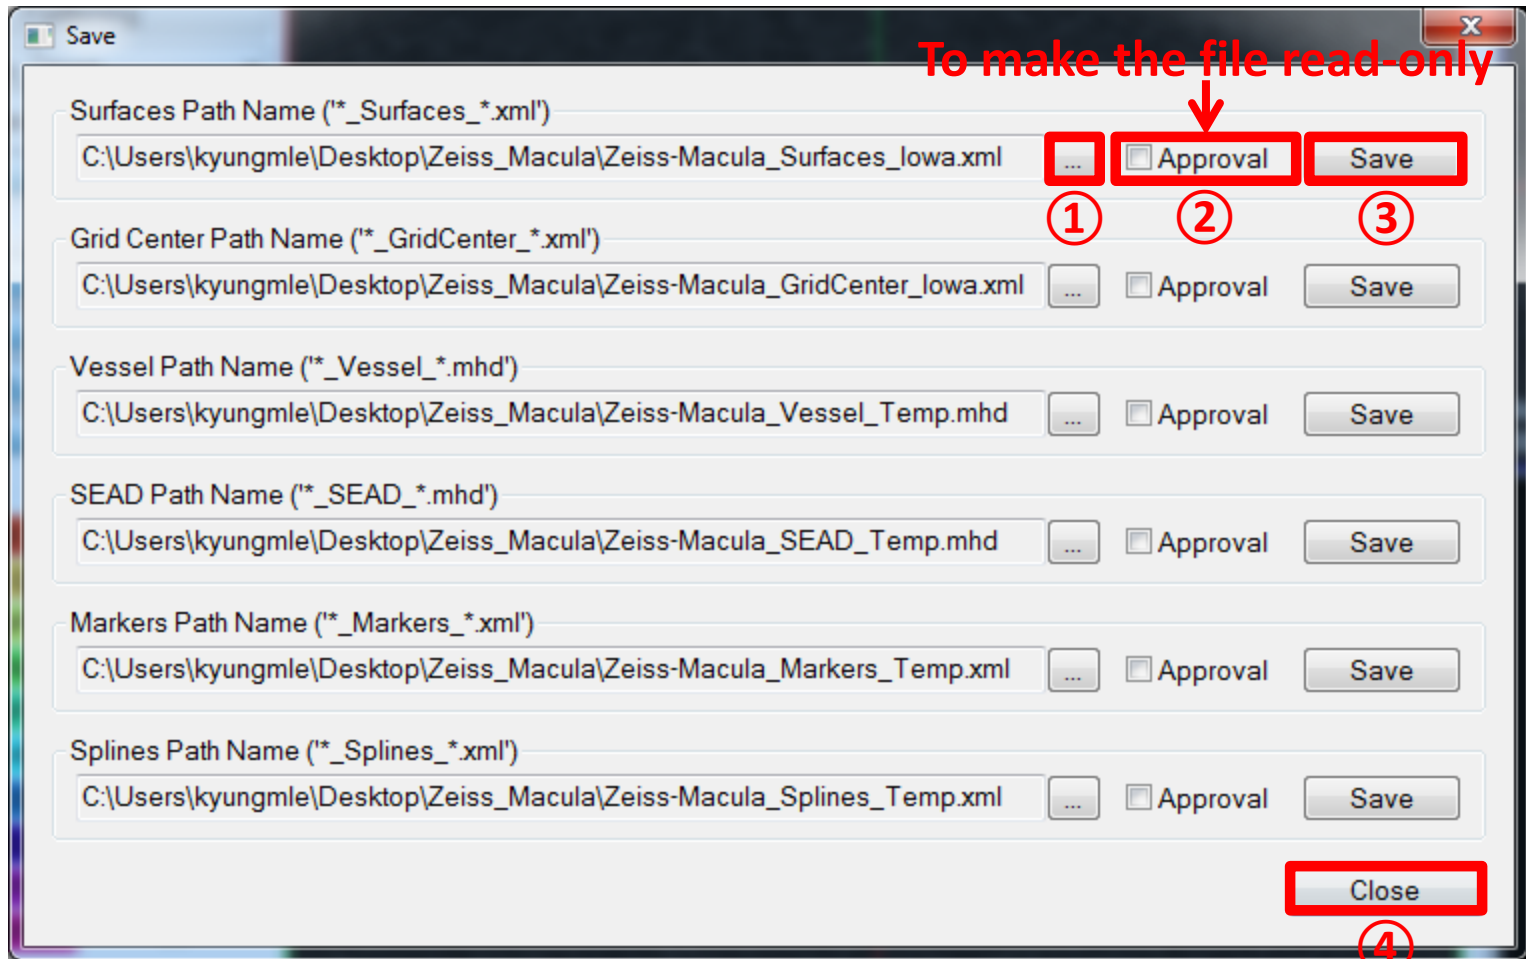 Save
To make the file read-only
Surfaces Path Name ('*_Surfaces_*.xml')
C:\Users\kyungmle\Desktop\Zeiss_Macula\Zeiss-Macula_Surfaces_Iowa.xml ... Approval Save
① ② ③
Grid Center Path Name ('*_GridCenter_*.xml')
C:\Users\kyungmle\Desktop\Zeiss_Macula\Zeiss-Macula_GridCenter_Iowa.xml ... Approval Save
Vessel Path Name ('*_Vessel_*.mhd')
C:\Users\kyungmle\Desktop\Zeiss_Macula\Zeiss-Macula_Vessel_Temp.mhd ... Approval Save
SEAD Path Name ('*_SEAD_*.mhd')
C:\Users\kyungmle\Desktop\Zeiss_Macula\Zeiss-Macula_SEAD_Temp.mhd ... Approval Save
Markers Path Name ('*_Markers_*.xml')
C:\Users\kyungmle\Desktop\Zeiss_Macula\Zeiss-Macula_Markers_Temp.xml ... Approval Save
Splines Path Name ('*_Splines_*.xml')
C:\Users\kyungmle\Desktop\Zeiss_Macula\Zeiss-Macula_Splines_Temp.xml ... Approval Save
Close
④